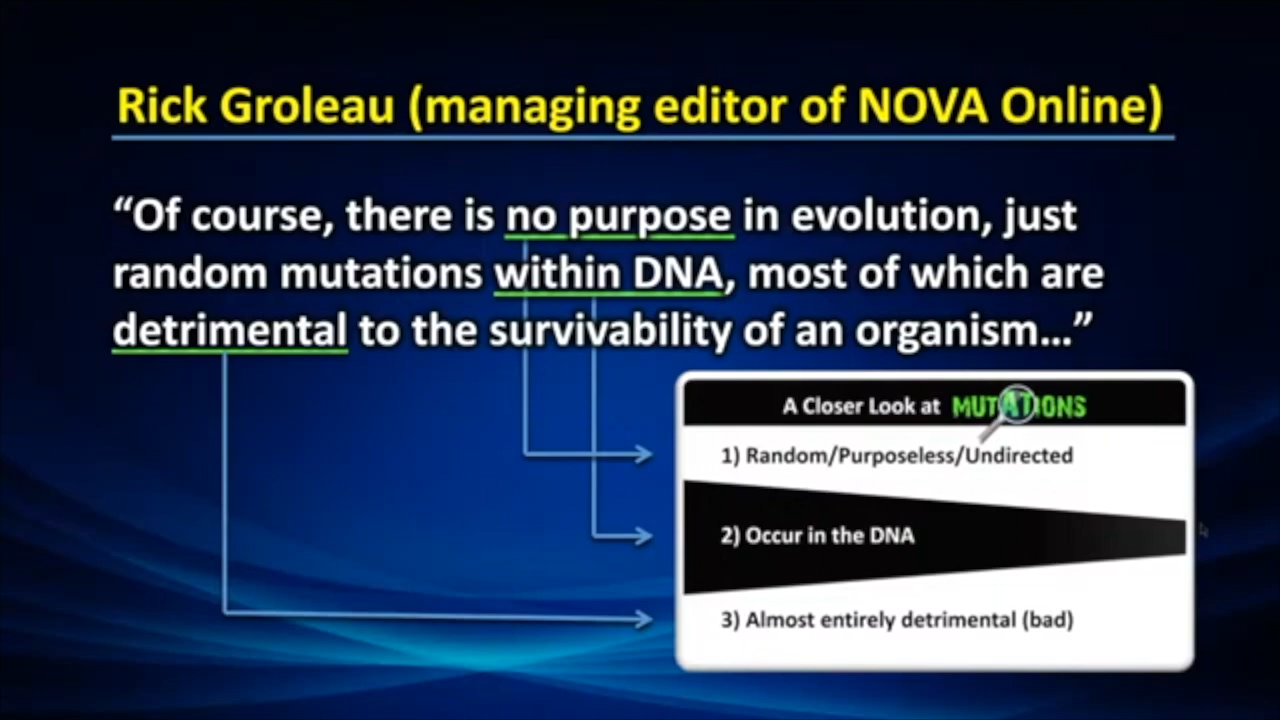 Rick Groleau (managing editor of NOVA Online)
“Of course, there is no purpose in evolution, just
random mutations within DNA, most of which are
detrimental to the survivability of an organism…”
A Closer Look at MUTATIONS
1) Random/Purposeless/Undirected
2) Occur in the DNA
3) Almost entirely detrimental (bad)